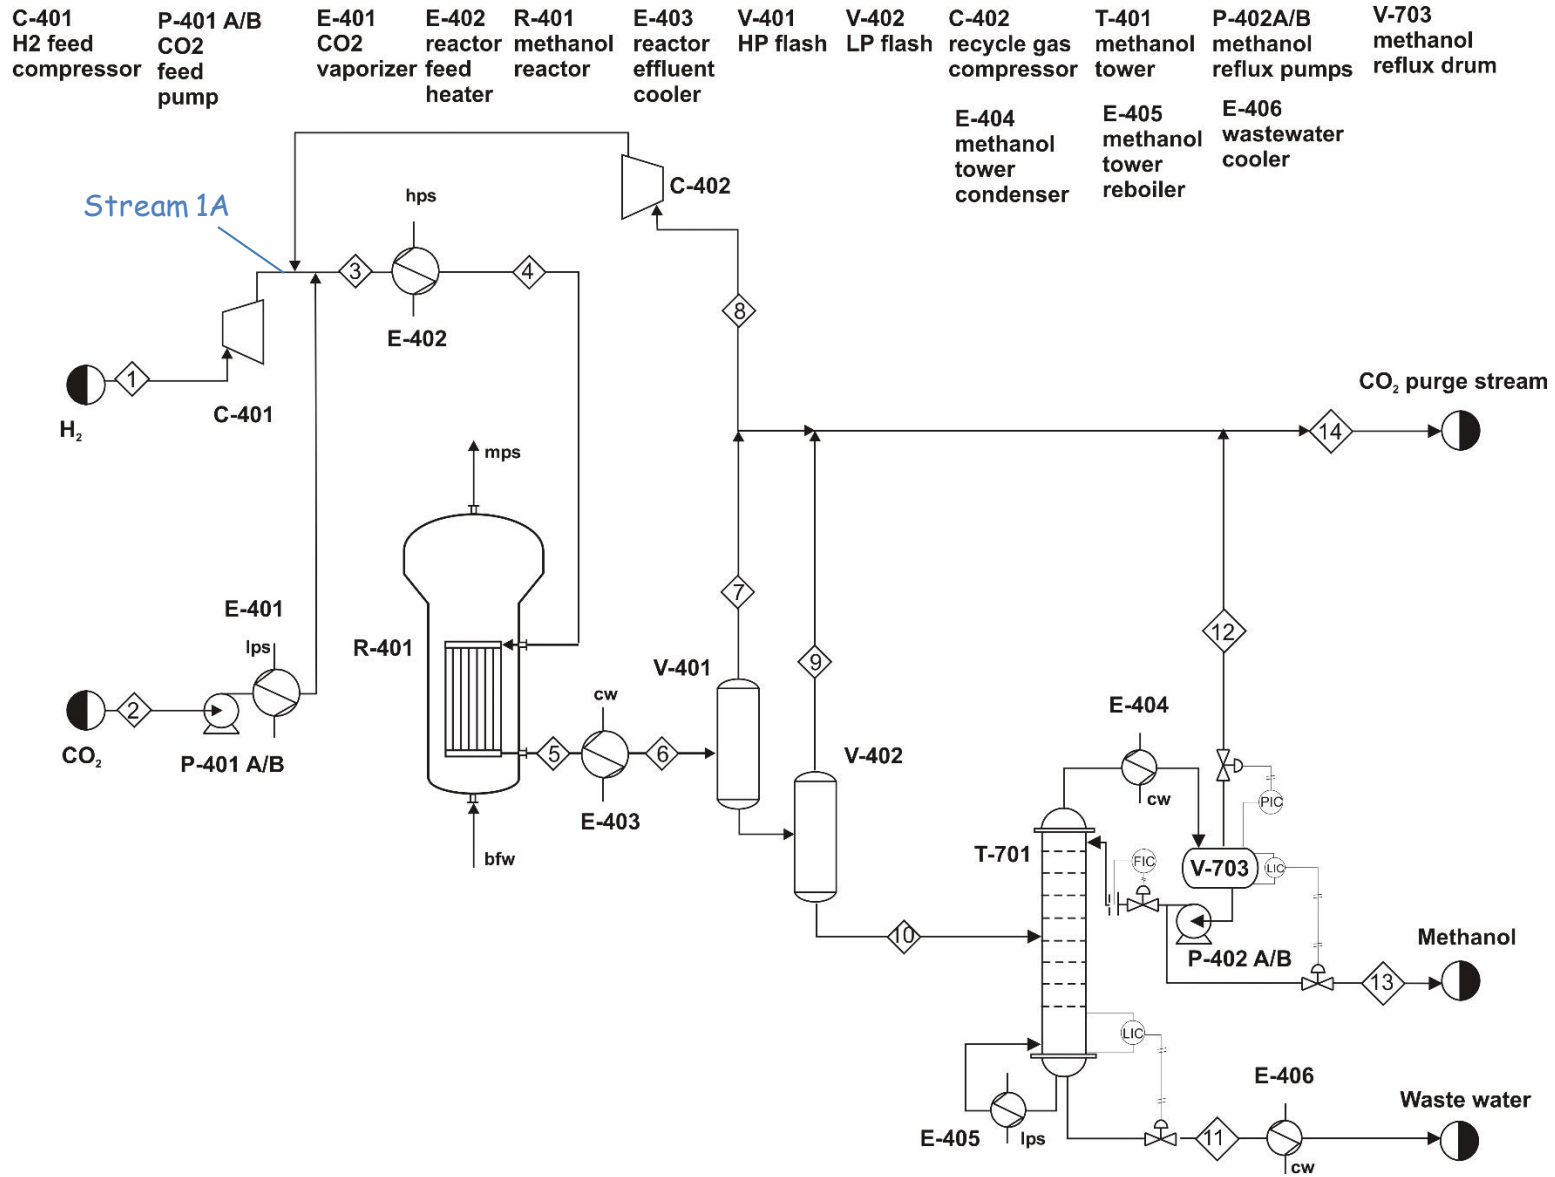 C-401
H2 feed
compressor
P-401 A/B
CO2
feed
pump
E-401
CO2
vaporizer
E-402
reactor
feed
heater
R-401
methanol
reactor
E-403
reactor
effluent
cooler
V-401
HP flash
V-402
LP flash
C-402
recycle gas
compressor
T-401
methanol
tower
P-402A/B
methanol
reflux pumps
V-703
methanol
reflux drum
E-404
methanol
tower
condenser
E-405
methanol
tower
reboiler
E-406
wastewater
cooler
Stream 1A
hps
C-402
3
4
E-402
8
1
C-401
H₂
CO₂ purge stream
14
mps
7
E-401
lps
R-401
V-401
9
12
2
CO₂
P-401 A/B
cw
5
6
E-403
bfw
V-402
E-404
cw
PIC
T-701
FIC
V-703
LIC
10
P-402 A/B
Methanol
13
LIC
E-405
lps
11
E-406
cw
Waste water